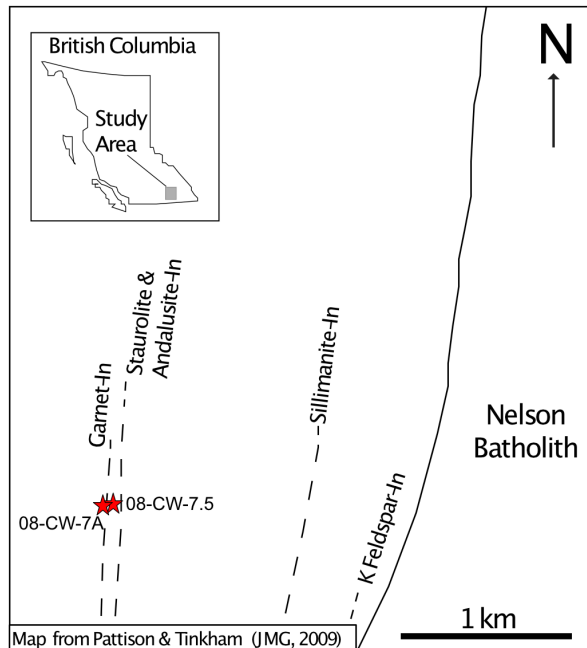 British Columbia
Study
Area
N
Staurolite &
Andalusite-In
Garnet-In
Sillimanite-In
Nelson
Batholith
K Feldspar-In
08-CW-7.5
08-CW-7A
1 km
Map from Pattison & Tinkham (JMG, 2009)